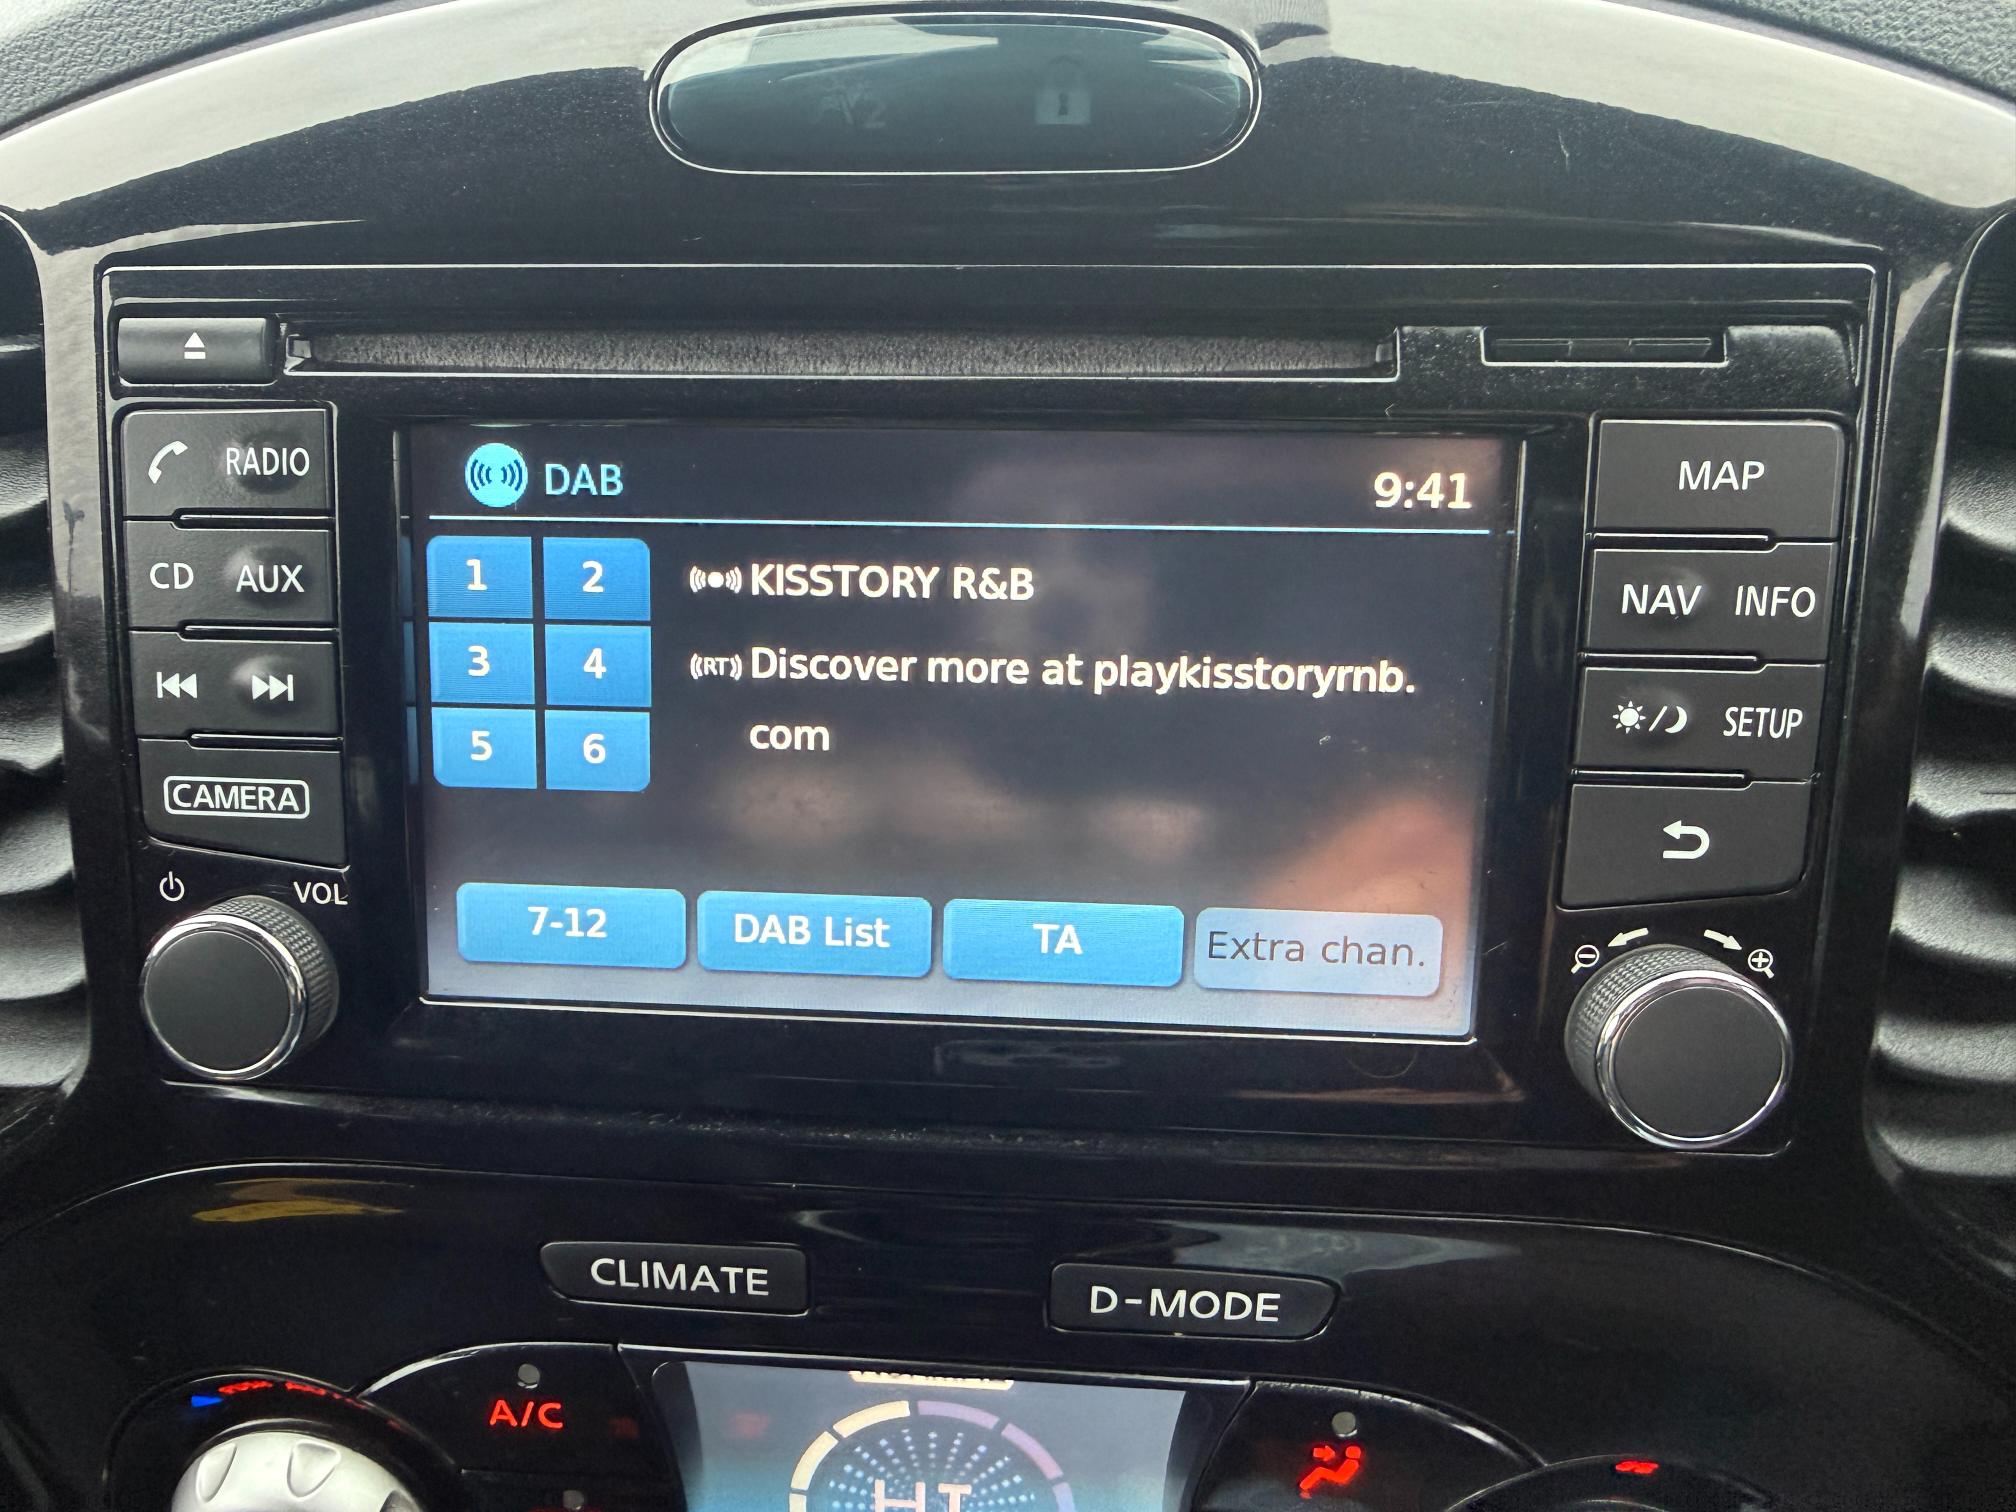 RADIO
CD AUX
CAMERA
VOL
DAB 9:41
1 2
3 4
5 6
KISSTORY R&B
RT Discover more at playkisstoryrnb.
com
7-12 DAB List TA Extra chan.
MAP
NAV INFO
SETUP
CLIMATE D-MODE
A/C